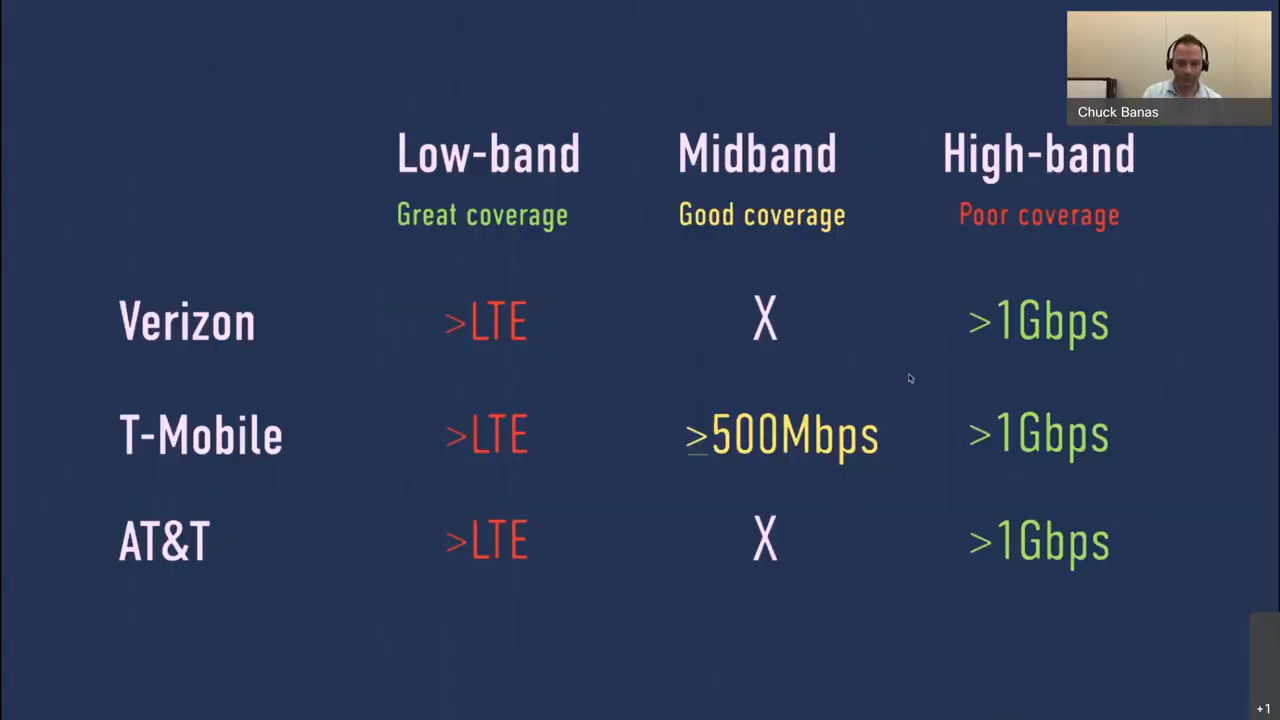 Chuck Banas
Low-band Midband High-band
Great coverage Good coverage Poor coverage
Verizon >LTE X >1Gbps
T-Mobile >LTE ≥500Mbps >1Gbps
AT&T >LTE X >1Gbps
+1